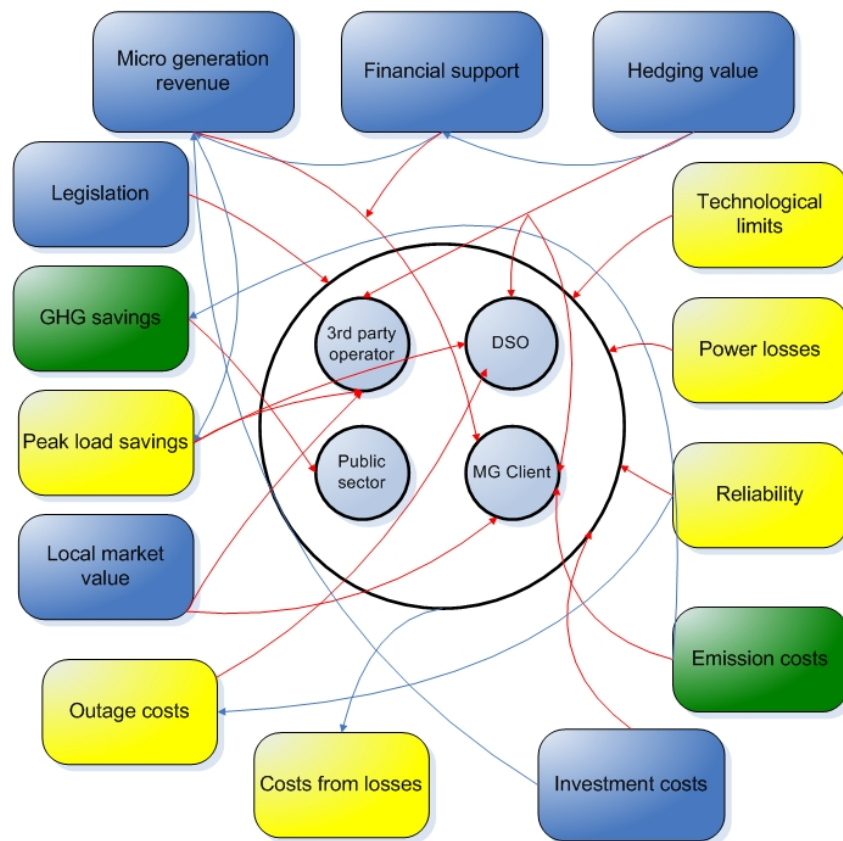 Micro generation
revenue
Financial support
Hedging value
Legislation
Technological
limits
GHG savings
3rd party
operator
DSO
Power losses
Peak load savings
Public
sector
MG Client
Reliability
Local market
value
Emission costs
Outage costs
Costs from losses
Investment costs